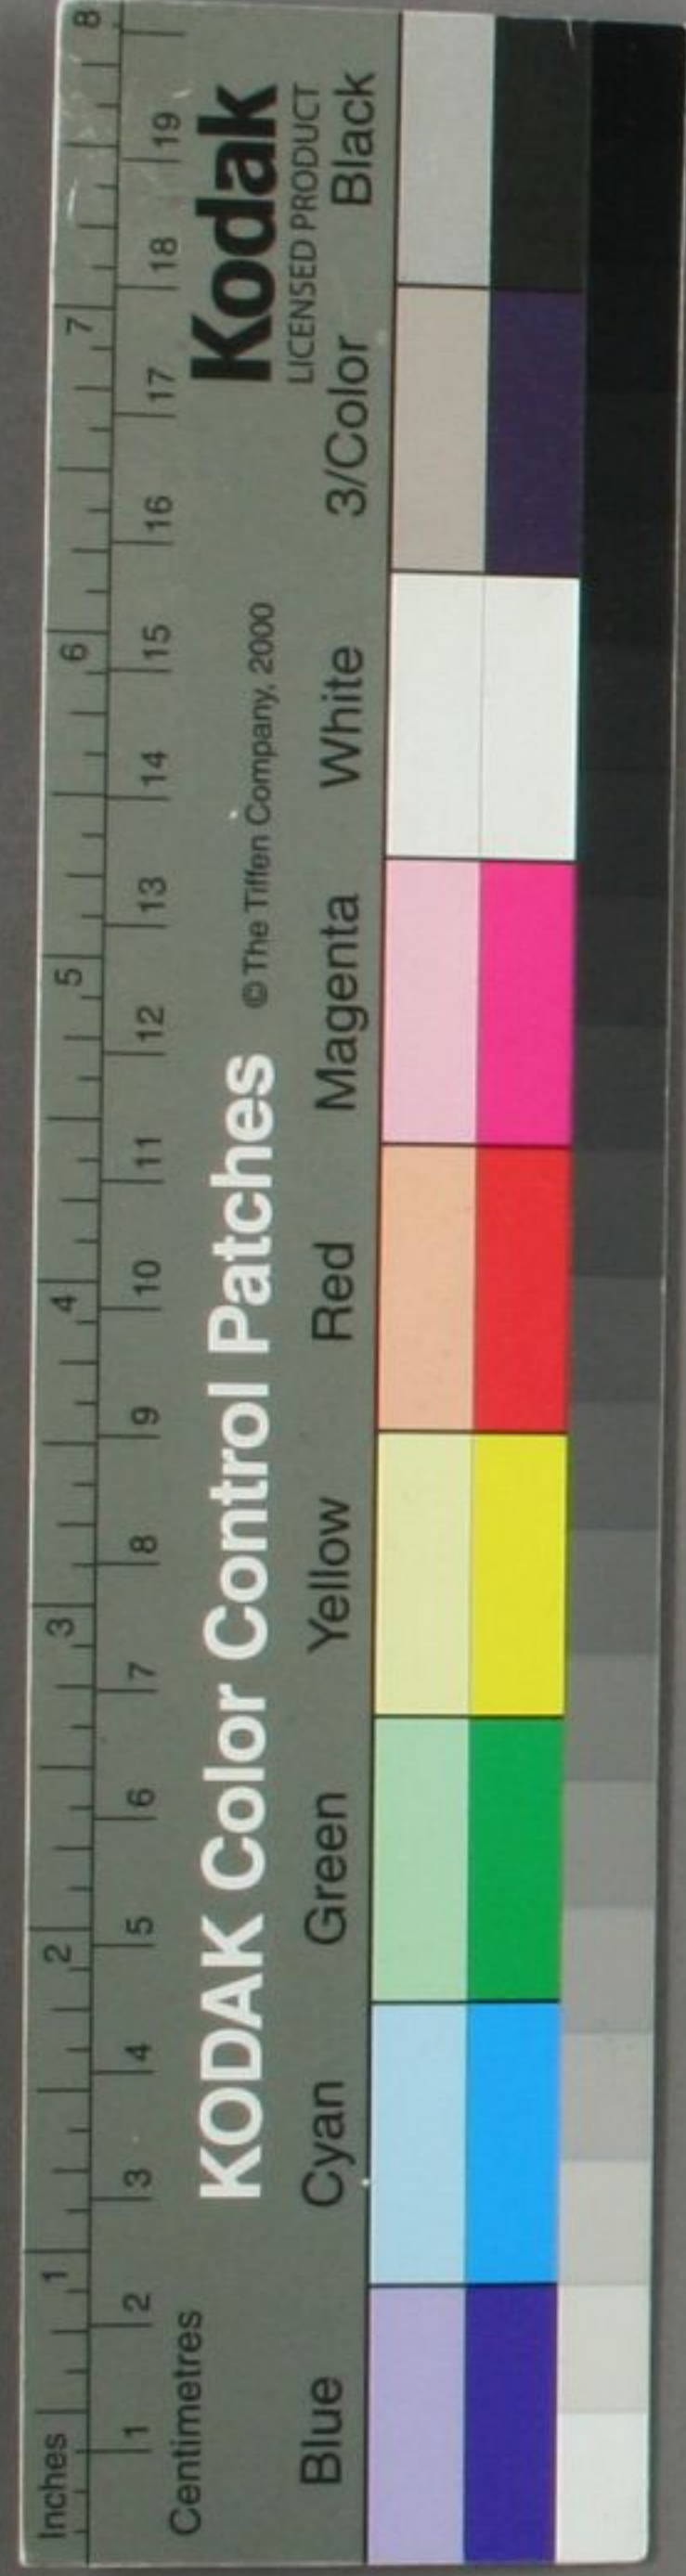 Inches 1 2 3 4 5 6 7 8
Centimetres 1 2 3 4 5 6 7 8 9 10 11 12 13 14 15 16 17 18 19
KODAK Color Control Patches © The Tiffen Company, 2000 Kodak
LICENSED PRODUCT
Blue Cyan Green Yellow Red Magenta White 3/Color Black